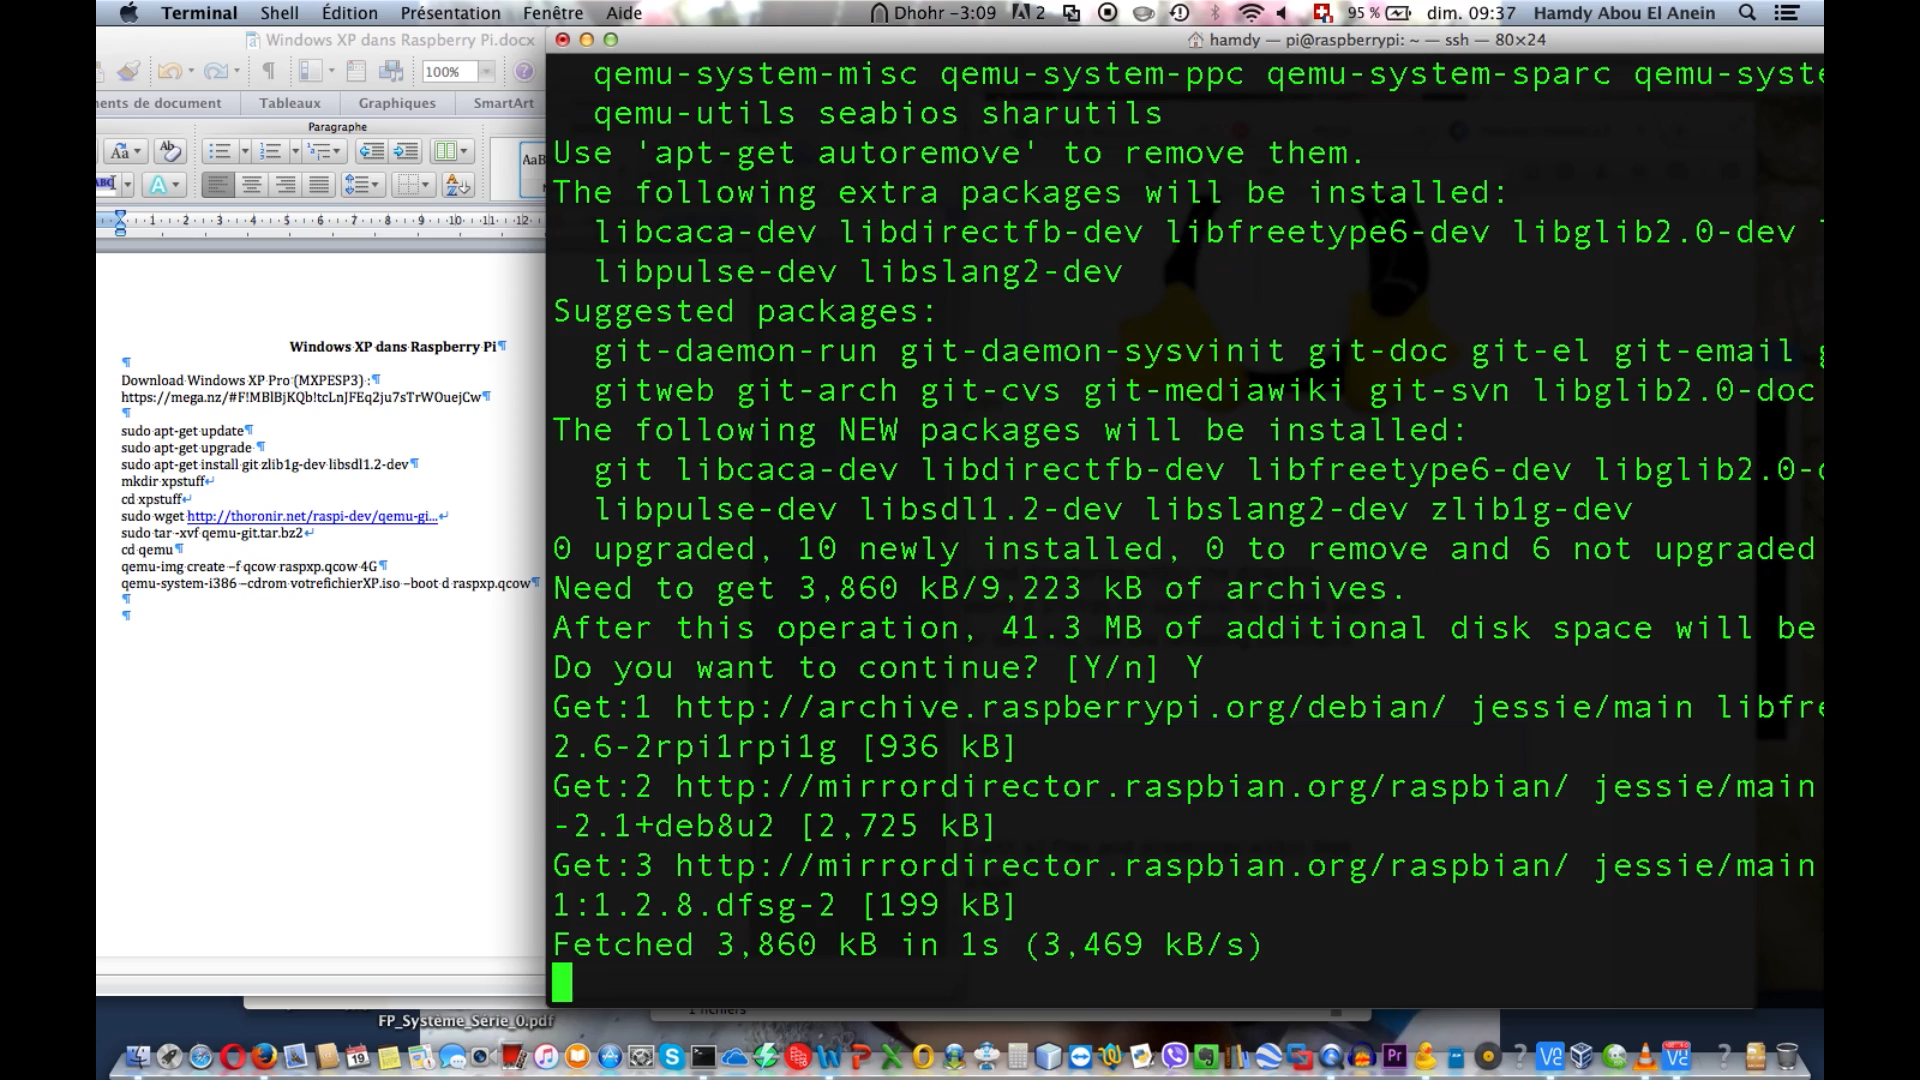 Terminal Shell Édition Présentation Fenêtre Aide Dhohr -3:09 2 95 % dim. 09:37 Hamdy Abou El Anein
Windows XP dans Raspberry Pi.docx
100%
ents de document Tableaux Graphiques SmartArt
Paragraphe
Windows XP dans Raspberry Pi¶
¶
Download Windows XP Pro (MXPESP3) :¶
https://mega.nz/#F!MBlBjKQb!tcLnJFEq2ju7sTrWOuejCw¶
¶
sudo apt-get update¶
sudo apt-get upgrade ¶
sudo apt-get install git zlib1g-dev libsdl1.2-dev¶
mkdir xpstuff↵
cd xpstuff↵
sudo wget http://thoronir.net/raspi-dev/qemu-gi...↵
sudo tar -xvf qemu-git.tar.bz2↵
cd qemu¶
qemu-img create –f qcow raspxp.qcow 4G¶
qemu-system-i386 –cdrom votrefichierXP.iso –boot d raspxp.qcow¶
¶
¶
hamdy — pi@raspberrypi: ~ — ssh — 80×24
qemu-system-misc qemu-system-ppc qemu-system-sparc qemu-syste
qemu-utils seabios sharutils
Use 'apt-get autoremove' to remove them.
The following extra packages will be installed:
libcaca-dev libdirectfb-dev libfreetype6-dev libglib2.0-dev
libpulse-dev libslang2-dev
Suggested packages:
git-daemon-run git-daemon-sysvinit git-doc git-el git-email
gitweb git-arch git-cvs git-mediawiki git-svn libglib2.0-doc
The following NEW packages will be installed:
git libcaca-dev libdirectfb-dev libfreetype6-dev libglib2.0-
libpulse-dev libsdl1.2-dev libslang2-dev zlib1g-dev
0 upgraded, 10 newly installed, 0 to remove and 6 not upgraded
Need to get 3,860 kB/9,223 kB of archives.
After this operation, 41.3 MB of additional disk space will be
Do you want to continue? [Y/n] Y
Get:1 http://archive.raspberrypi.org/debian/ jessie/main libfre
2.6-2rpi1rpi1g [936 kB]
Get:2 http://mirrordirector.raspbian.org/raspbian/ jessie/main
-2.1+deb8u2 [2,725 kB]
Get:3 http://mirrordirector.raspbian.org/raspbian/ jessie/main
1:1.2.8.dfsg-2 [199 kB]
Fetched 3,860 kB in 1s (3,469 kB/s)
FP_Système_Série_0.pdf